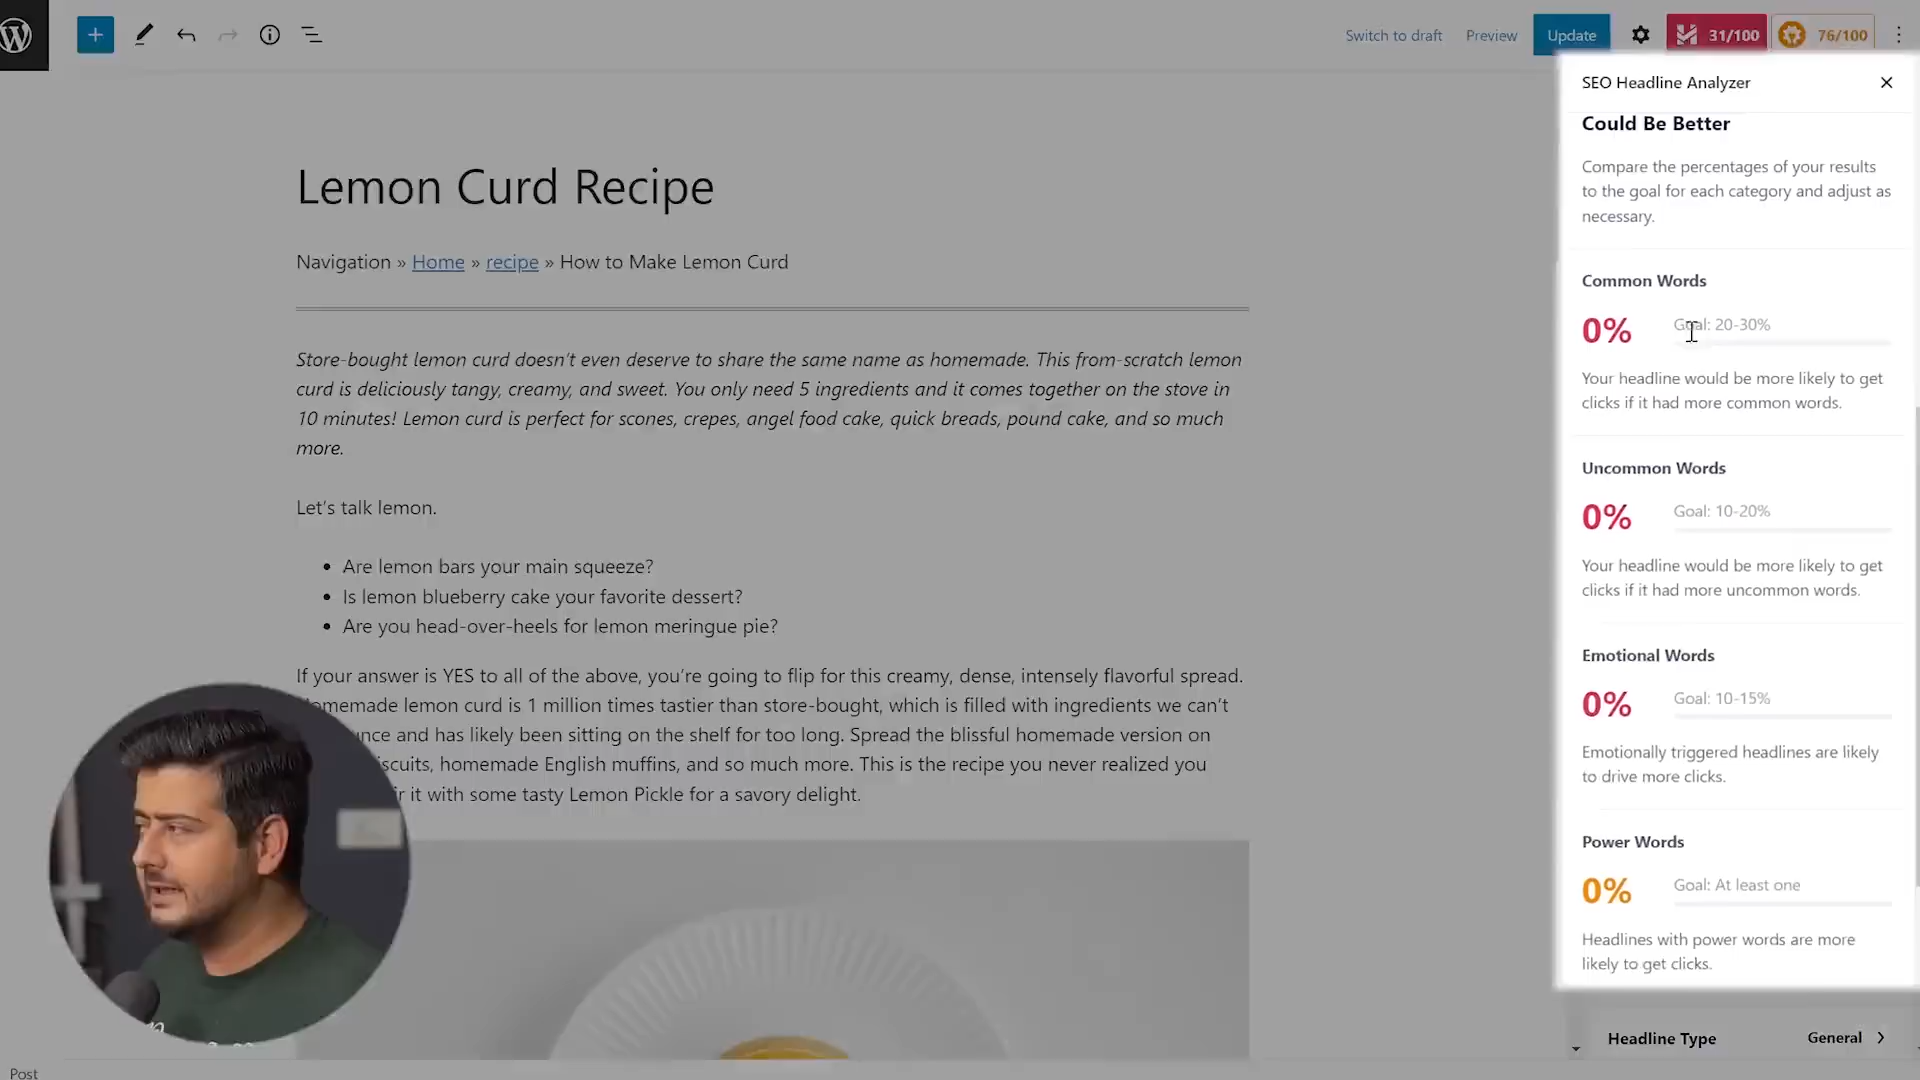 Switch to draft
Preview
Update
31/100
76/100
SEO Headline Analyzer
Could Be Better
Compare the percentages of your results
to the goal for each category and adjust as
necessary.
Common Words
0%
Goal: 20-30%
Your headline would be more likely to get
clicks if it had more common words.
Uncommon Words
0%
Goal: 10-20%
Your headline would be more likely to get
clicks if it had more uncommon words.
Emotional Words
0%
Goal: 10-15%
Emotionally triggered headlines are likely
to drive more clicks.
Power Words
0%
Goal: At least one
Headlines with power words are more
likely to get clicks.
Headline Type
General
Lemon Curd Recipe
Navigation » Home » recipe » How to Make Lemon Curd
Store-bought lemon curd doesn’t even deserve to share the same name as homemade. This from-scratch lemon
curd is deliciously tangy, creamy, and sweet. You only need 5 ingredients and it comes together on the stove in
10 minutes! Lemon curd is perfect for scones, crepes, angel food cake, quick breads, pound cake, and so much
more.
Let’s talk lemon.
• Are lemon bars your main squeeze?
• Is lemon blueberry cake your favorite dessert?
• Are you head-over-heels for lemon meringue pie?
If your answer is YES to all of the above, you’re going to flip for this creamy, dense, intensely flavorful spread.
lemon curd is 1 million times tastier than store-bought, which is filled with ingredients we can’t
and has likely been sitting on the shelf for too long. Spread the blissful homemade version on
homemade English muffins, and so much more. This is the recipe you never realized you
it with some tasty Lemon Pickle for a savory delight.
Post